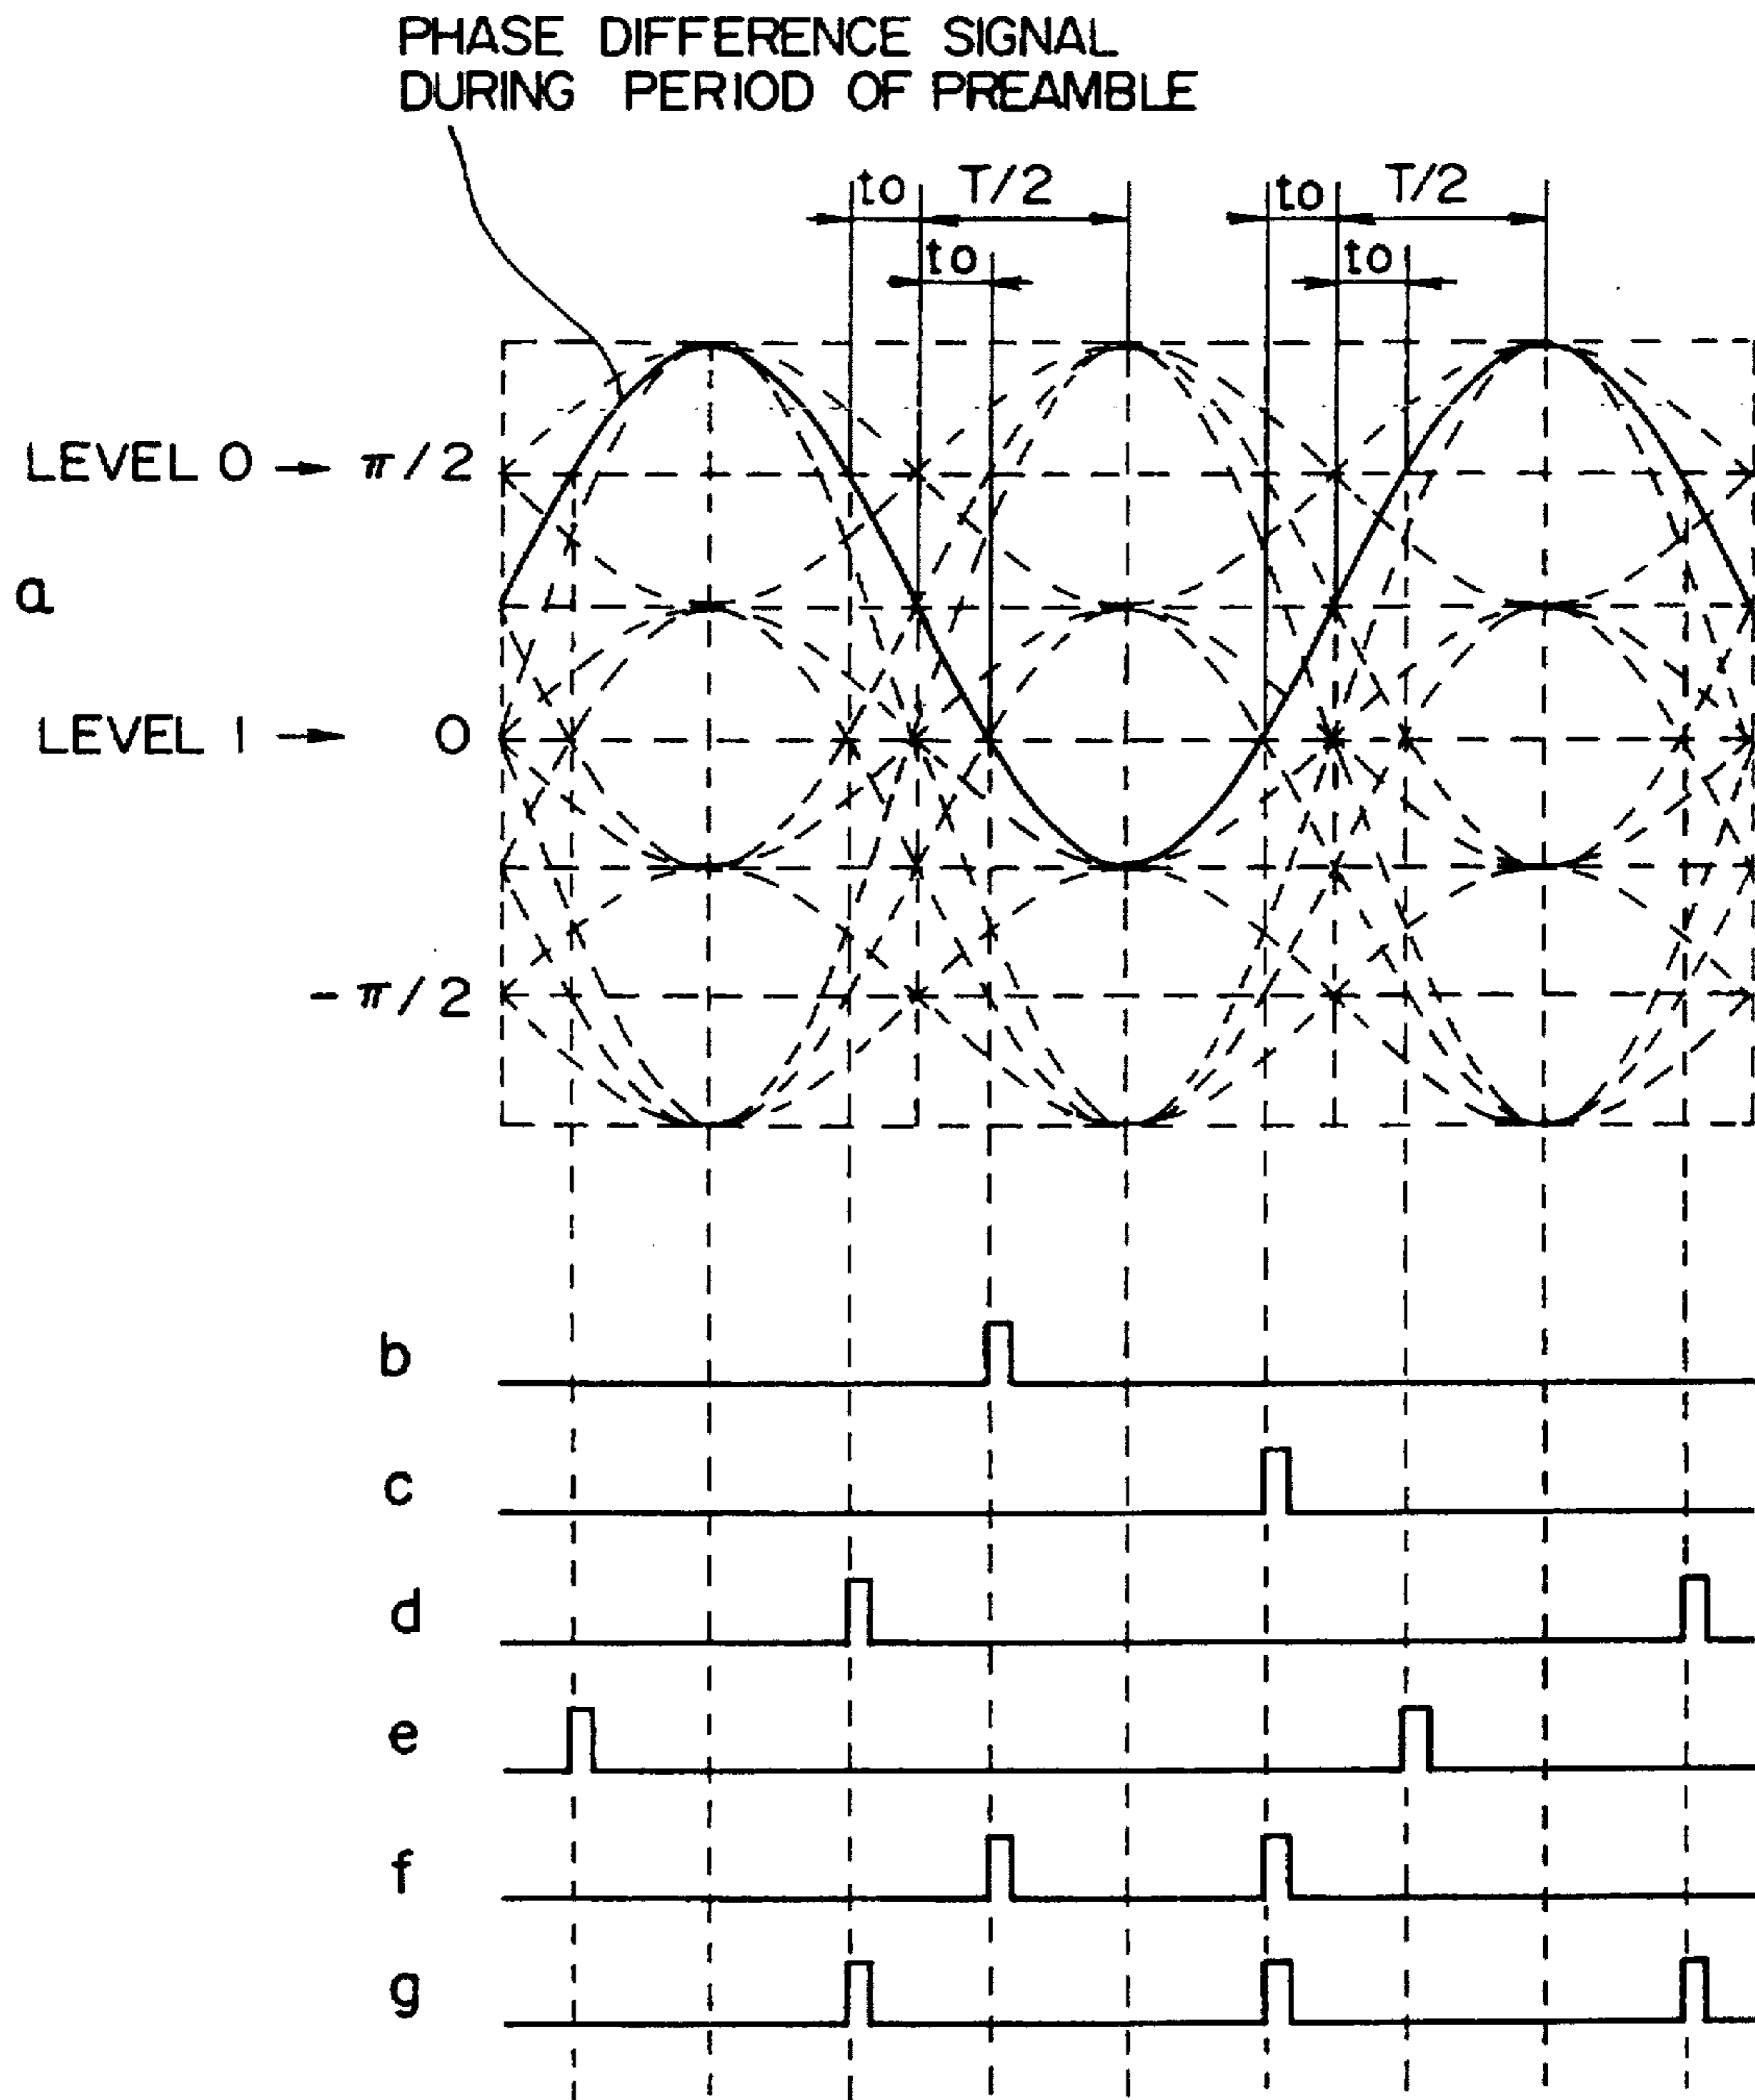 PHASE DIFFERENCE SIGNAL
DURING PERIOD OF PREAMBLE
to T/2 to T/2
to to
LEVEL 0 → π/2
a
LEVEL 1 → 0
-π/2
b
c
d
e
f
g